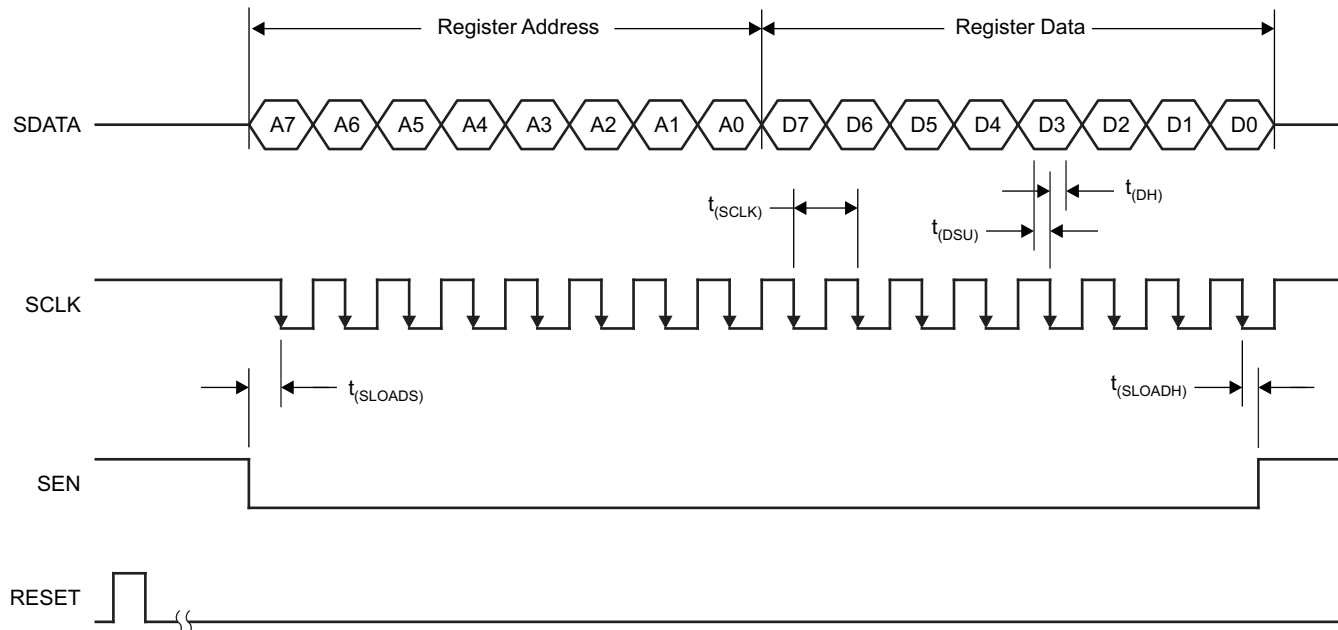 Register Address Register Data
SDATA A7 A6 A5 A4 A3 A2 A1 A0 D7 D6 D5 D4 D3 D2 D1 D0
t(SCLK) t(DH)
t(DSU)
SCLK
t(SLOADS) t(SLOADH)
SEN
RESET